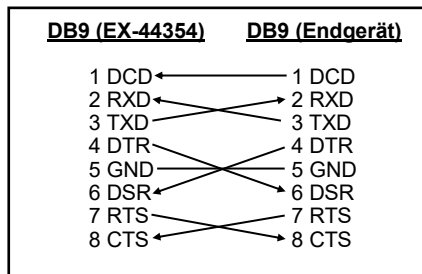 DB9 (EX-44354) DB9 (Endgerät)
1 DCD 1 DCD
2 RXD 2 RXD
3 TXD 3 TXD
4 DTR 4 DTR
5 GND 5 GND
6 DSR 6 DSR
7 RTS 7 RTS
8 CTS 8 CTS